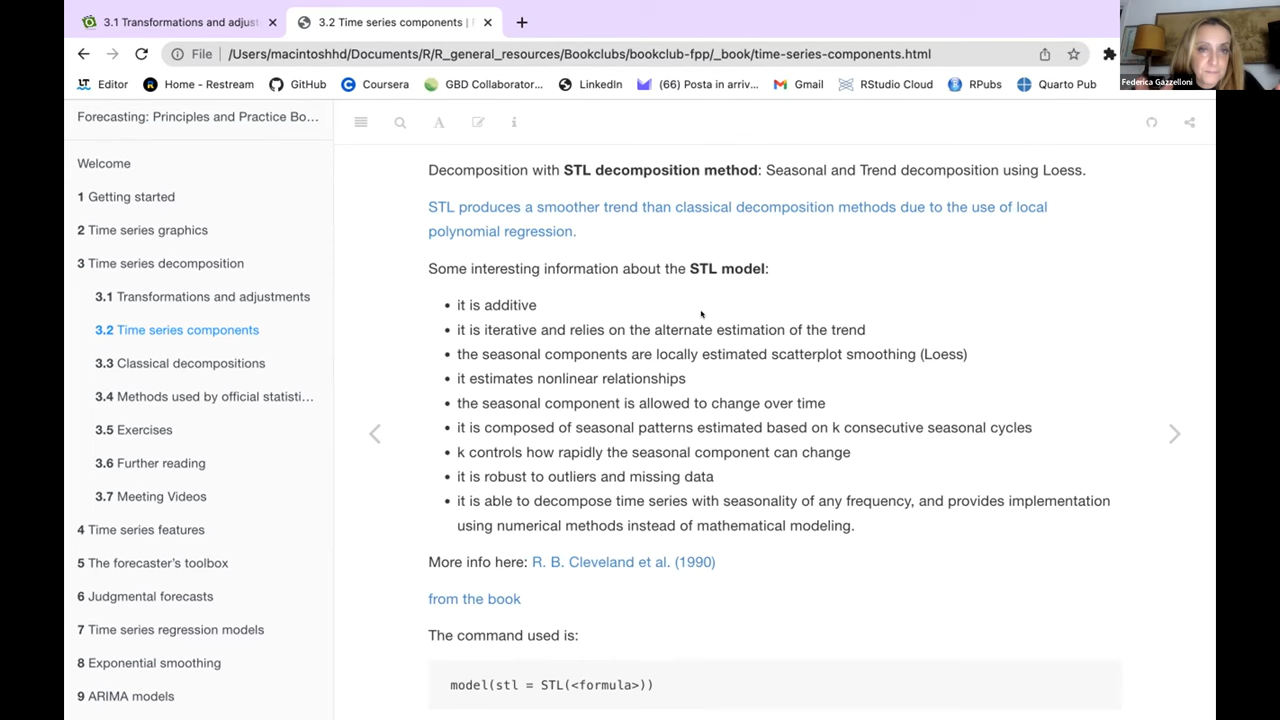 3.1 Transformations and adjust
3.2 Time series components |
File
/Users/macintoshhd/Documents/R/R_general_resources/Bookclubs/bookclub-fpp/_book/time-series-components.html
Federica Gazzelloni
Editor
Home - Restream
GitHub
Coursera
GBD Collaborator...
LinkedIn
(66) Posta in arriv...
Gmail
RStudio Cloud
RPubs
Quarto Pub
Forecasting: Principles and Practice Bo...
Welcome
1 Getting started
2 Time series graphics
3 Time series decomposition
3.1 Transformations and adjustments
3.2 Time series components
3.3 Classical decompositions
3.4 Methods used by official statisti...
3.5 Exercises
3.6 Further reading
3.7 Meeting Videos
4 Time series features
5 The forecaster's toolbox
6 Judgmental forecasts
7 Time series regression models
8 Exponential smoothing
9 ARIMA models
Decomposition with STL decomposition method: Seasonal and Trend decomposition using Loess.
STL produces a smoother trend than classical decomposition methods due to the use of local
polynomial regression.
Some interesting information about the STL model:
• it is additive
• it is iterative and relies on the alternate estimation of the trend
• the seasonal components are locally estimated scatterplot smoothing (Loess)
• it estimates nonlinear relationships
• the seasonal component is allowed to change over time
• it is composed of seasonal patterns estimated based on k consecutive seasonal cycles
• k controls how rapidly the seasonal component can change
• it is robust to outliers and missing data
• it is able to decompose time series with seasonality of any frequency, and provides implementation
using numerical methods instead of mathematical modeling.
More info here: R. B. Cleveland et al. (1990)
from the book
The command used is:
model(stl = STL(<formula>))